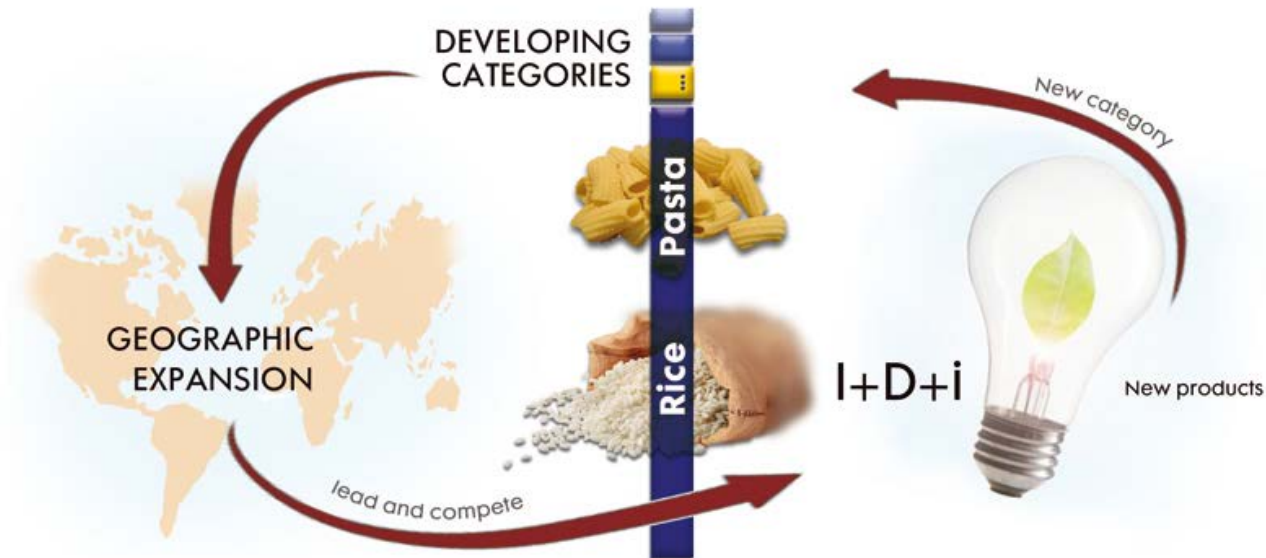 DEVELOPING
CATEGORIES
...
Pasta
Rice
New category
GEOGRAPHIC
EXPANSION
I+D+i
New products
lead and compete